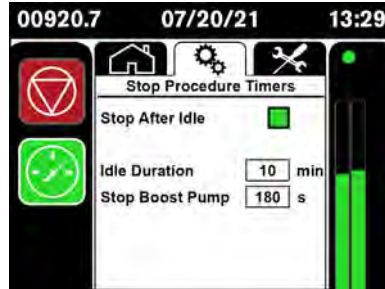 00920.7 07/20/21 13:29
Stop Procedure Timers
Stop After Idle
Idle Duration 10 min
Stop Boost Pump 180 s